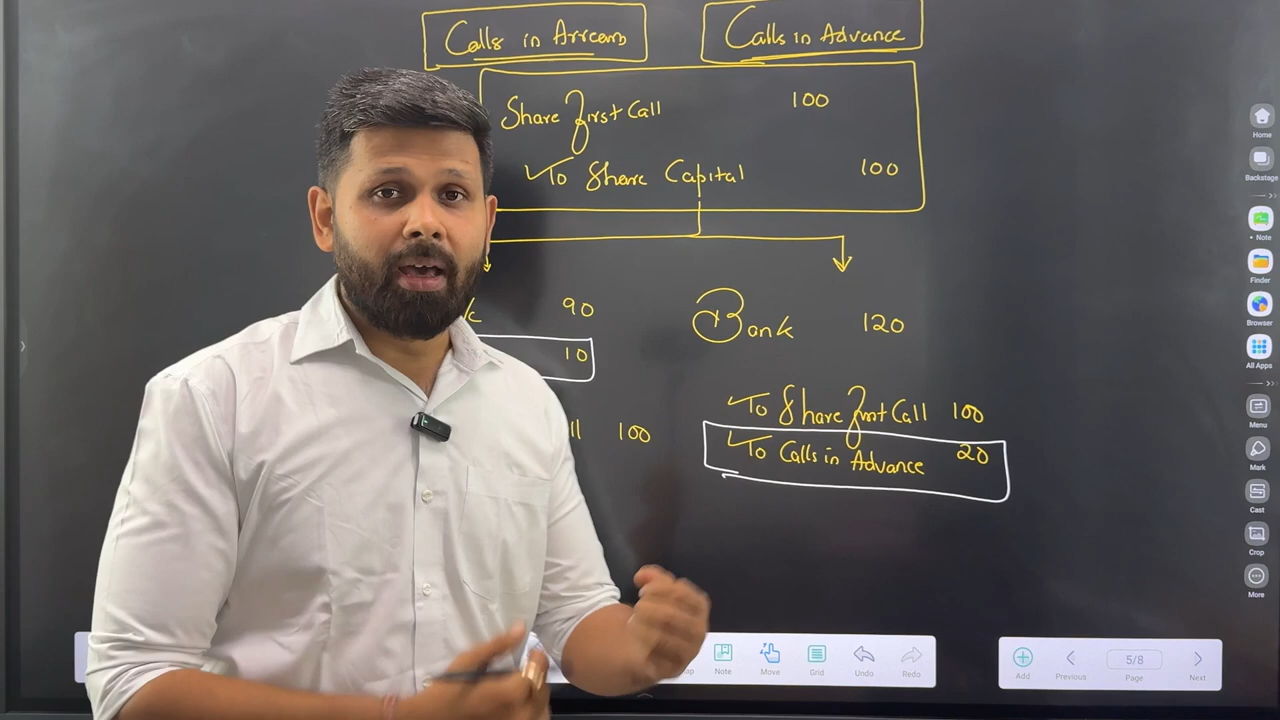 Calls in Arrears
Calls in Advance
Share First Call 100
To Share Capital 100
90
10
100
Bank 120
To Share First Call 100
To Calls in Advance 20
Home
Backstage
Note
Finder
Browser
All Apps
Menu
Mark
Cast
Crop
More
Note
Move
Grid
Undo
Redo
Add
Previous
5/8
Page
Next